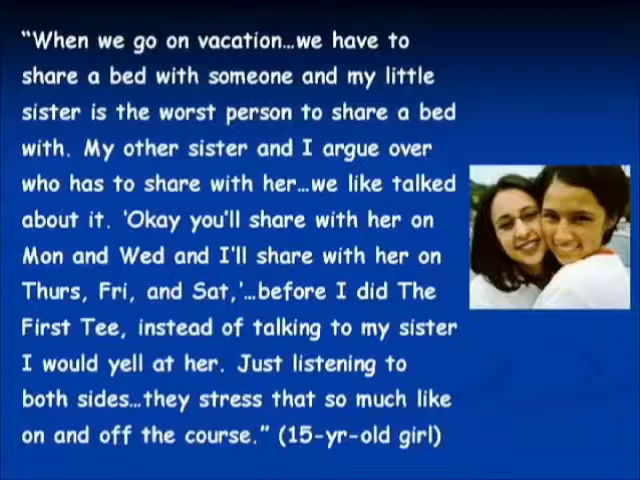 “When we go on vacation…we have to
share a bed with someone and my little
sister is the worst person to share a bed
with. My other sister and I argue over
who has to share with her…we like talked
about it. ‘Okay you’ll share with her on
Mon and Wed and I’ll share with her on
Thurs, Fri, and Sat,’…before I did The
First Tee, instead of talking to my sister
I would yell at her. Just listening to
both sides…they stress that so much like
on and off the course.” (15-yr-old girl)